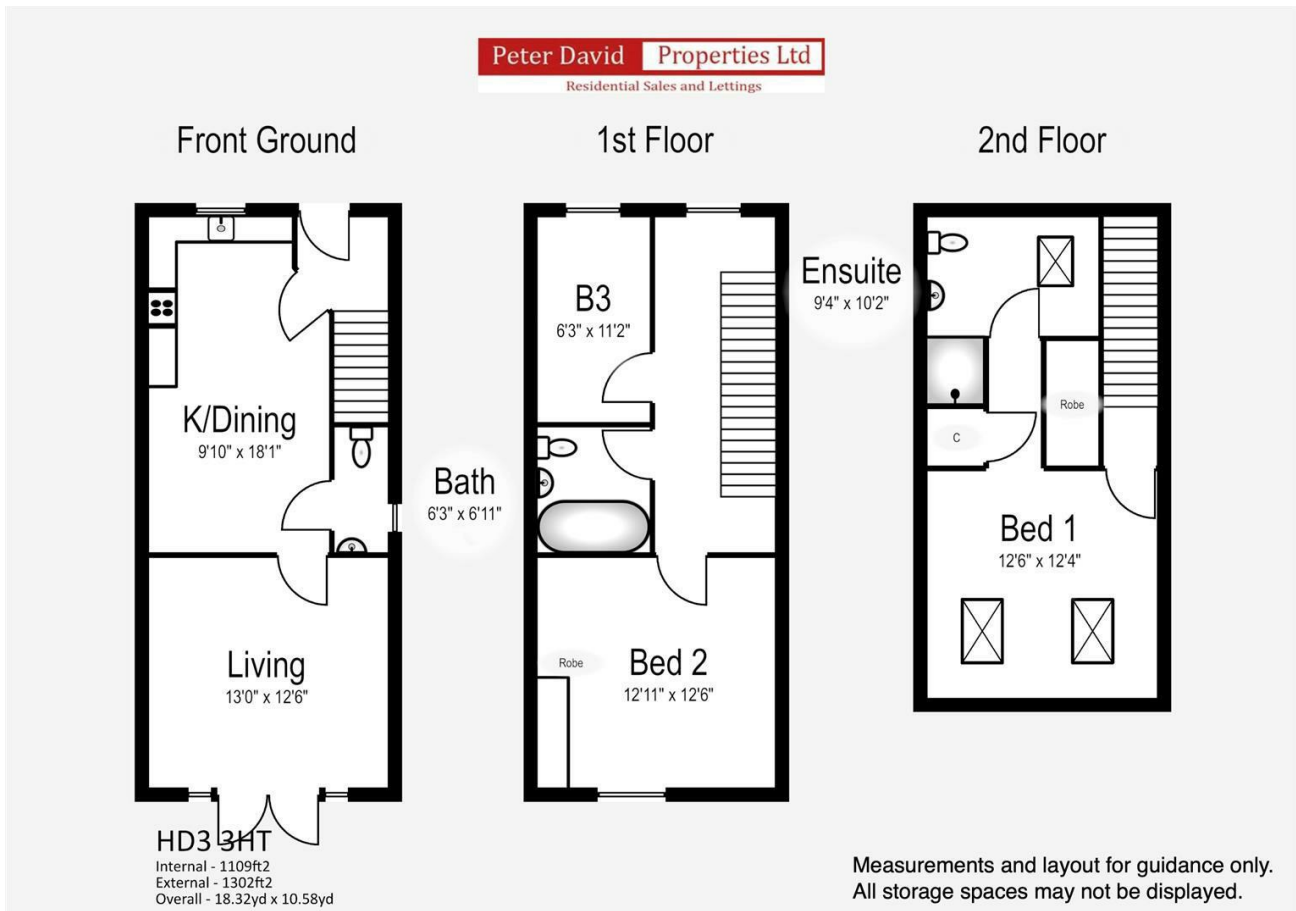 Peter David Properties Ltd
Residential Sales and Lettings
Front Ground
1st Floor
2nd Floor
K/Dining
9'10" x 18'1"
Living
13'0" x 12'6"
B3
6'3" x 11'2"
Bath
6'3" x 6'11"
Robe
Bed 2
12'11" x 12'6"
Ensuite
9'4" x 10'2"
Robe
C
Bed 1
12'6" x 12'4"
HD3 3HT
Internal - 1109ft2
External - 1302ft2
Overall - 18.32yd x 10.58yd
Measurements and layout for guidance only.
All storage spaces may not be displayed.